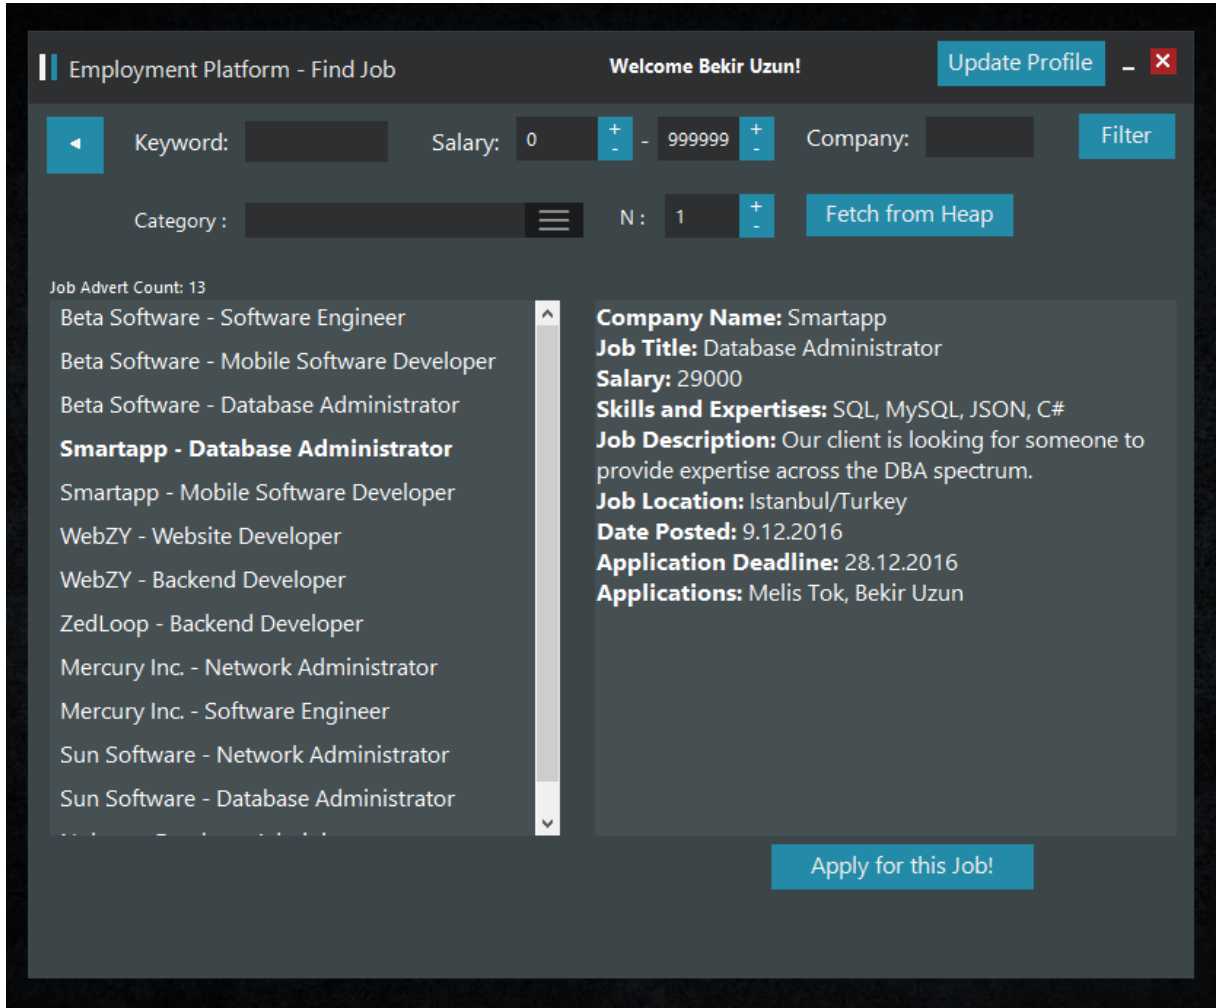 Employment Platform - Find Job Welcome Bekir Uzun! Update Profile
Keyword: Salary: 0 + - - 999999 + - Company: Filter
Category : N : 1 + - Fetch from Heap
Job Advert Count: 13
Beta Software - Software Engineer
Beta Software - Mobile Software Developer
Beta Software - Database Administrator
Smartapp - Database Administrator
Smartapp - Mobile Software Developer
WebZY - Website Developer
WebZY - Backend Developer
ZedLoop - Backend Developer
Mercury Inc. - Network Administrator
Mercury Inc. - Software Engineer
Sun Software - Network Administrator
Sun Software - Database Administrator
Company Name: Smartapp
Job Title: Database Administrator
Salary: 29000
Skills and Expertises: SQL, MySQL, JSON, C#
Job Description: Our client is looking for someone to
provide expertise across the DBA spectrum.
Job Location: Istanbul/Turkey
Date Posted: 9.12.2016
Application Deadline: 28.12.2016
Applications: Melis Tok, Bekir Uzun
Apply for this Job!